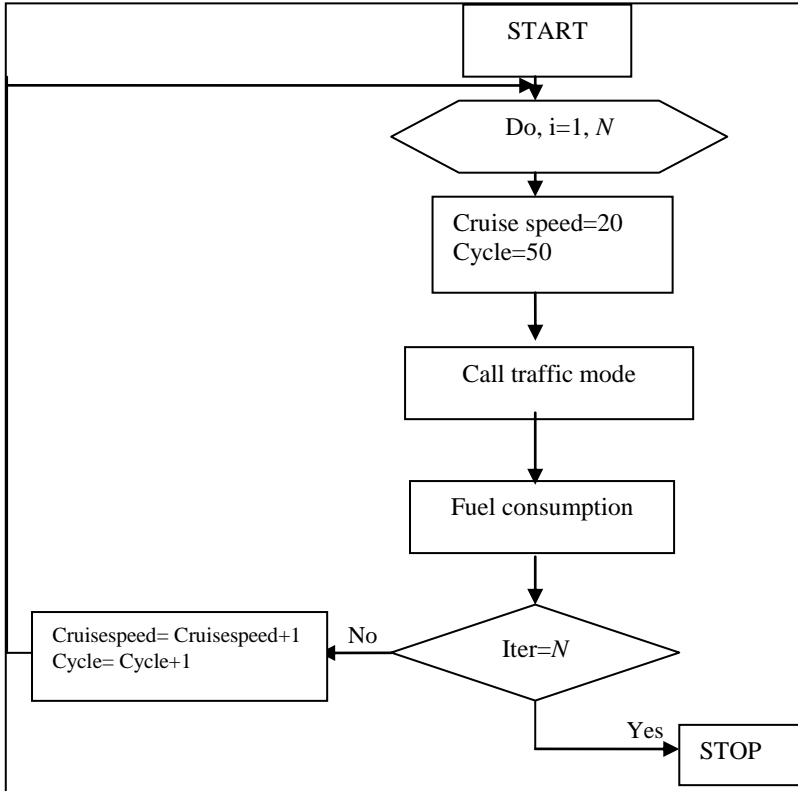 START
Do, i=1, N
Cruise speed=20
Cycle=50
Call traffic mode
Fuel consumption
Iter=N
No
Cruisespeed= Cruisespeed+1
Cycle= Cycle+1
Yes
STOP